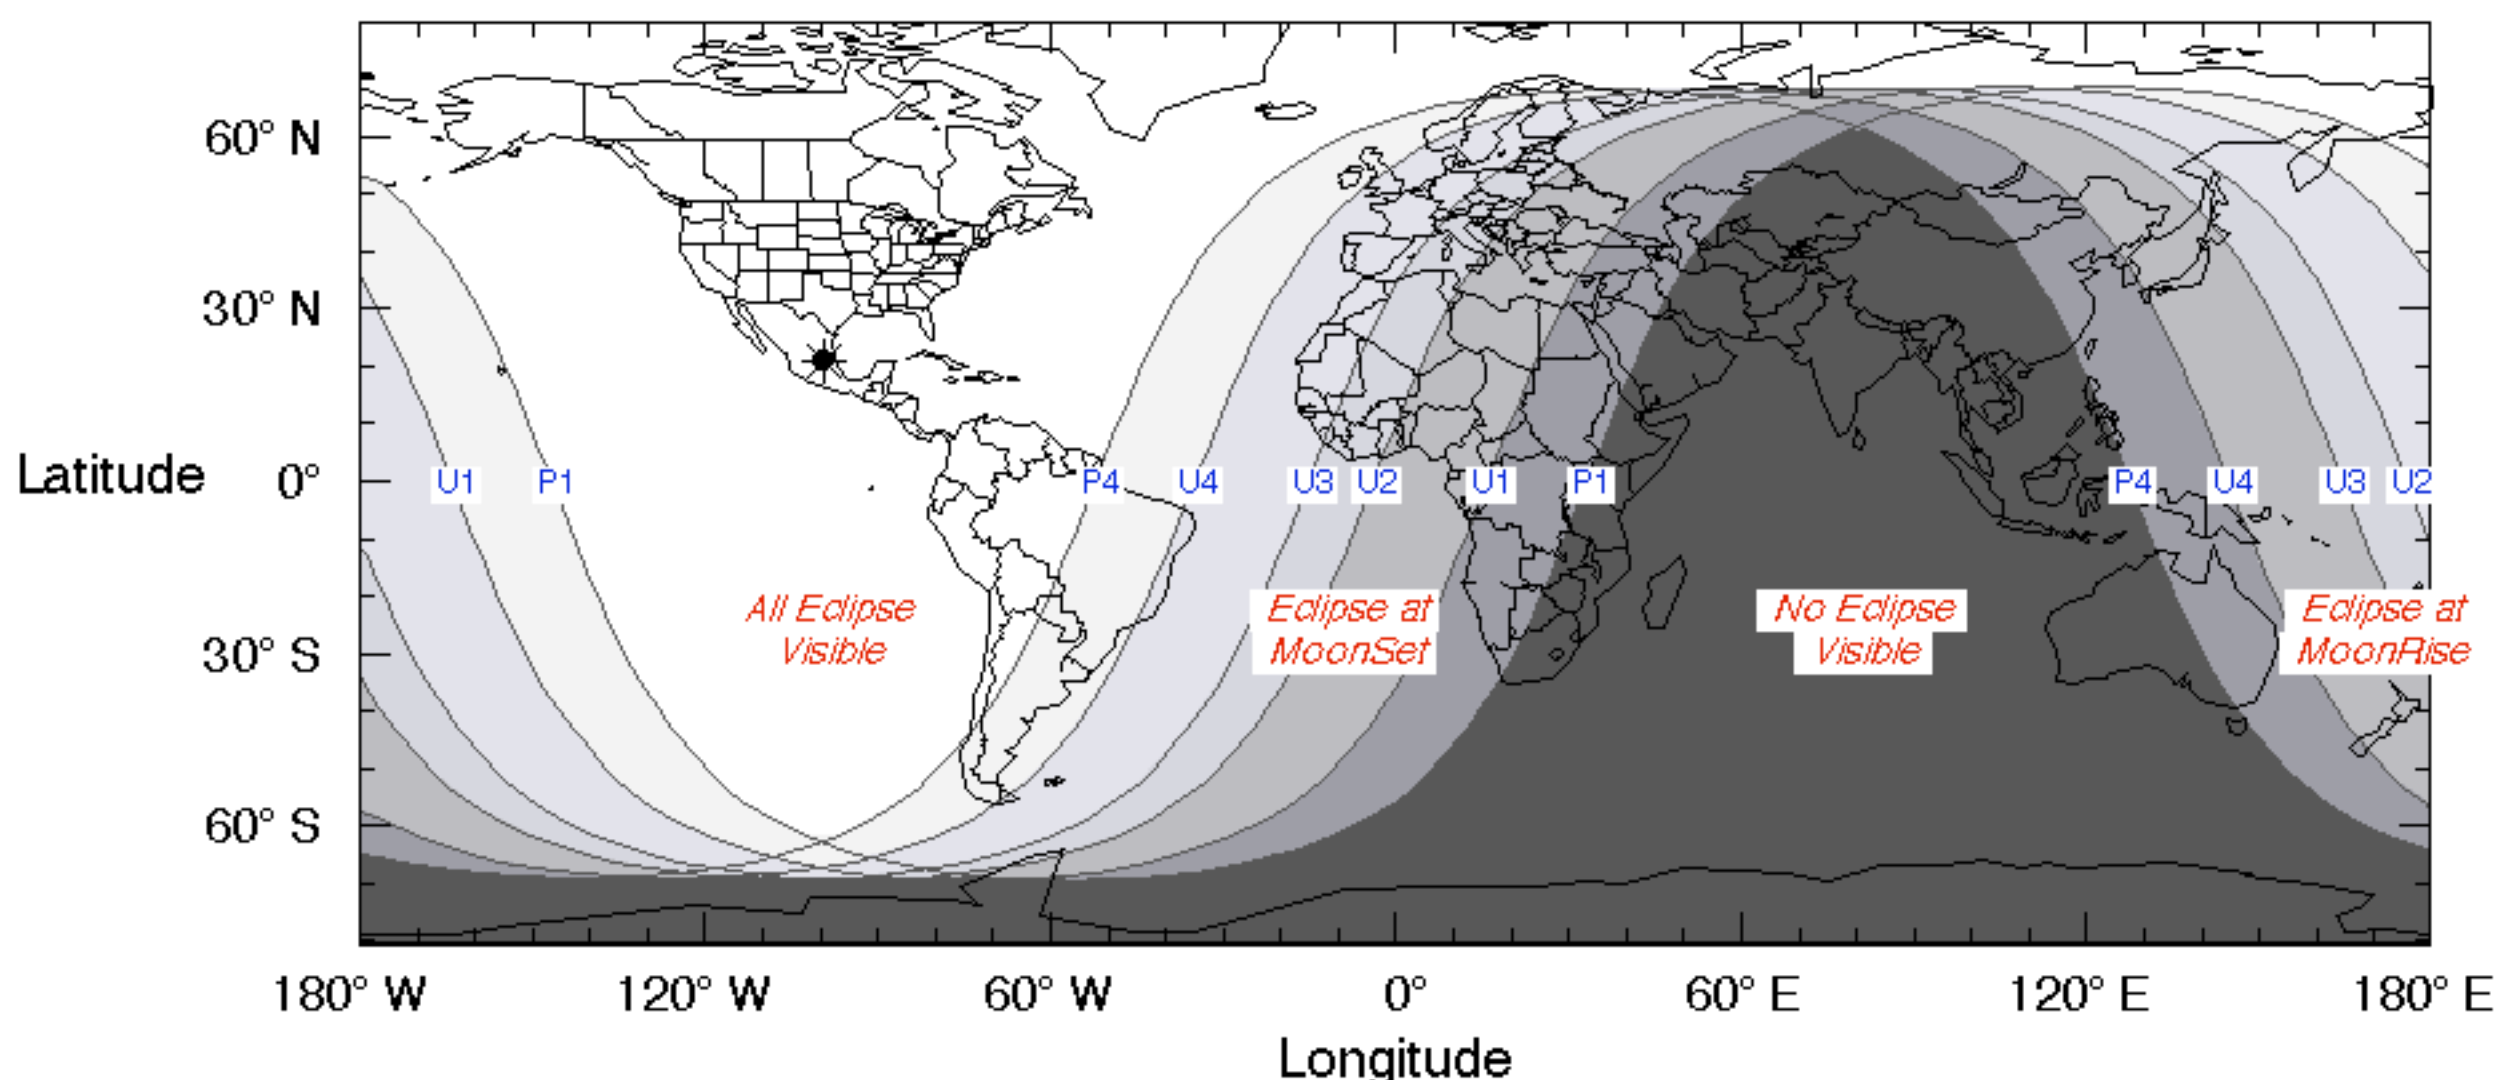 60° N
30° N
Latitude 0°
U1 P1 P4 U4 U3 U2 U1 P1 P4 U4 U3 U2
All Eclipse Visible
Eclipse at MoonSet
No Eclipse Visible
Eclipse at MoonRise
30° S
60° S
180° W 120° W 60° W 0° 60° E 120° E 180° E
Longitude